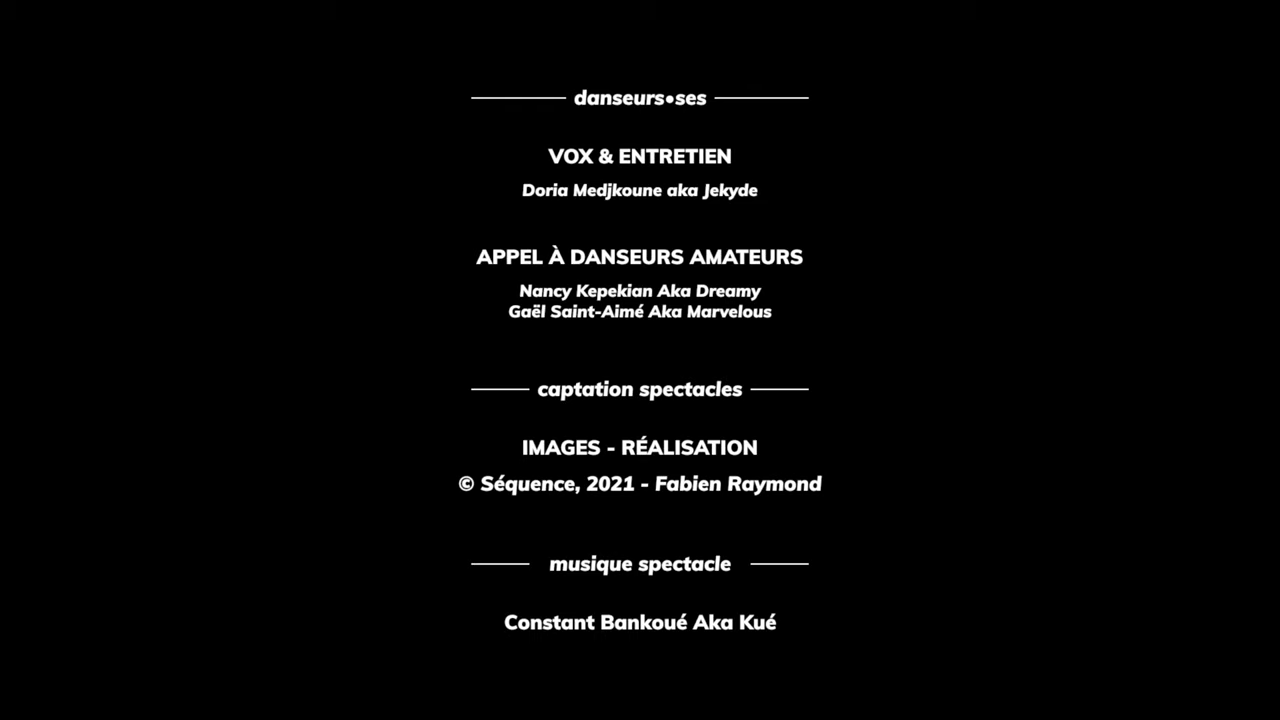 danseurs•ses
VOX & ENTRETIEN
Doria Medjkoune aka Jekyde
APPEL À DANSEURS AMATEURS
Nancy Kepekian Aka Dreamy
Gaël Saint-Aimé Aka Marvelous
captation spectacles
IMAGES - RÉALISATION
© Séquence, 2021 - Fabien Raymond
musique spectacle
Constant Bankoué Aka Kué